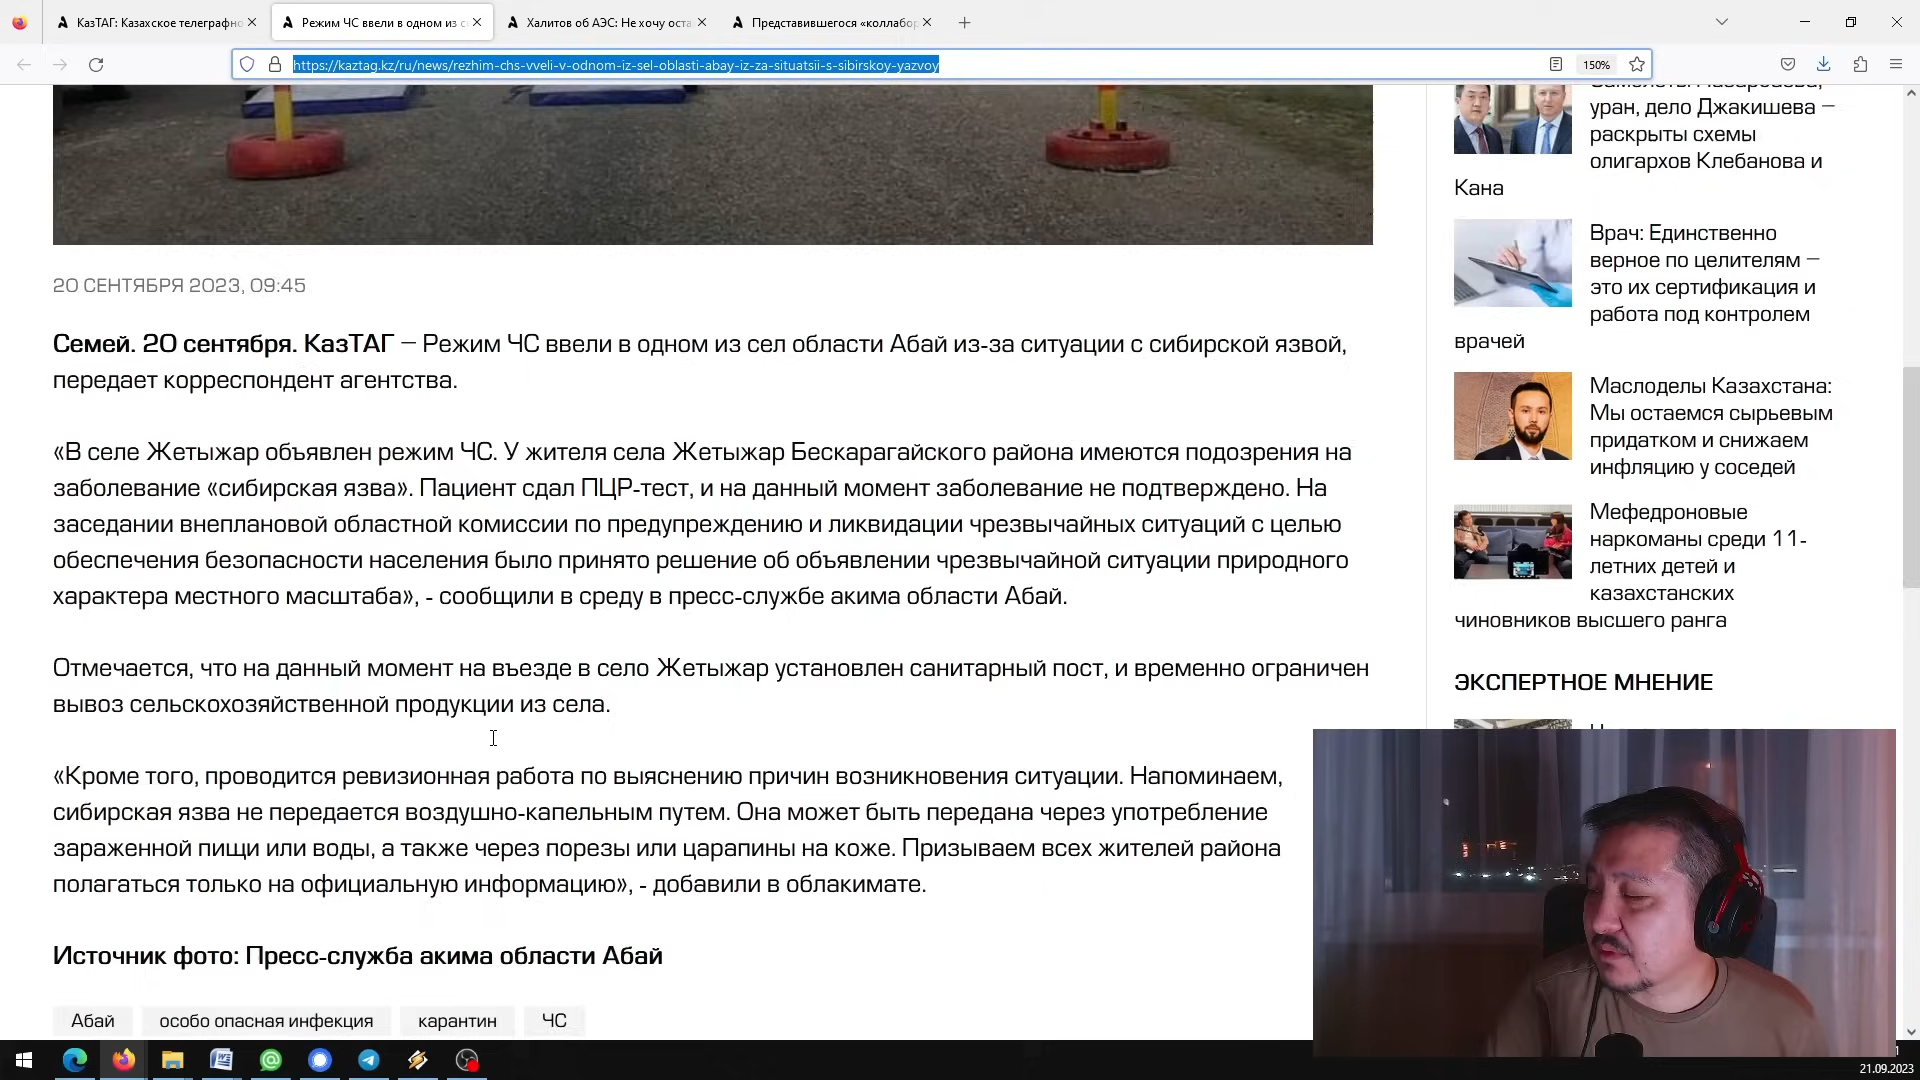 КазТАГ: Казахское телеграфно
Режим ЧС ввели в одном из с
Халитов об АЭС: Не хочу оста
Представившегося «коллабор
https://kaztag.kz/ru/news/rezhim-chs-vveli-v-odnom-iz-sel-oblasti-abay-iz-za-situatsii-s-sibirskoy-yazvoy
150%
20 СЕНТЯБРЯ 2023, 09:45
Семей. 20 сентября. КазТАГ – Режим ЧС ввели в одном из сел области Абай из-за ситуации с сибирской язвой,
передает корреспондент агентства.
«В селе Жетыжар объявлен режим ЧС. У жителя села Жетыжар Бескарагайского района имеются подозрения на
заболевание «сибирская язва». Пациент сдал ПЦР-тест, и на данный момент заболевание не подтверждено. На
заседании внеплановой областной комиссии по предупреждению и ликвидации чрезвычайных ситуаций с целью
обеспечения безопасности населения было принято решение об объявлении чрезвычайной ситуации природного
характера местного масштаба», - сообщили в среду в пресс-службе акима области Абай.
Отмечается, что на данный момент на въезде в село Жетыжар установлен санитарный пост, и временно ограничен
вывоз сельскохозяйственной продукции из села.
«Кроме того, проводится ревизионная работа по выяснению причин возникновения ситуации. Напоминаем,
сибирская язва не передается воздушно-капельным путем. Она может быть передана через употребление
зараженной пищи или воды, а также через порезы или царапины на коже. Призываем всех жителей района
полагаться только на официальную информацию», - добавили в облакимате.
Источник фото: Пресс-служба акима области Абай
Абай
особо опасная инфекция
карантин
ЧС
уран, дело Джакишева –
раскрыты схемы
олигархов Клебанова и
Кана
Врач: Единственно
верное по целителям –
это их сертификация и
работа под контролем
врачей
Маслоделы Казахстана:
Мы остаемся сырьевым
придатком и снижаем
инфляцию у соседей
Мефедроновые
наркоманы среди 11-
летних детей и
казахстанских
чиновников высшего ранга
ЭКСПЕРТНОЕ МНЕНИЕ
21.09.2023